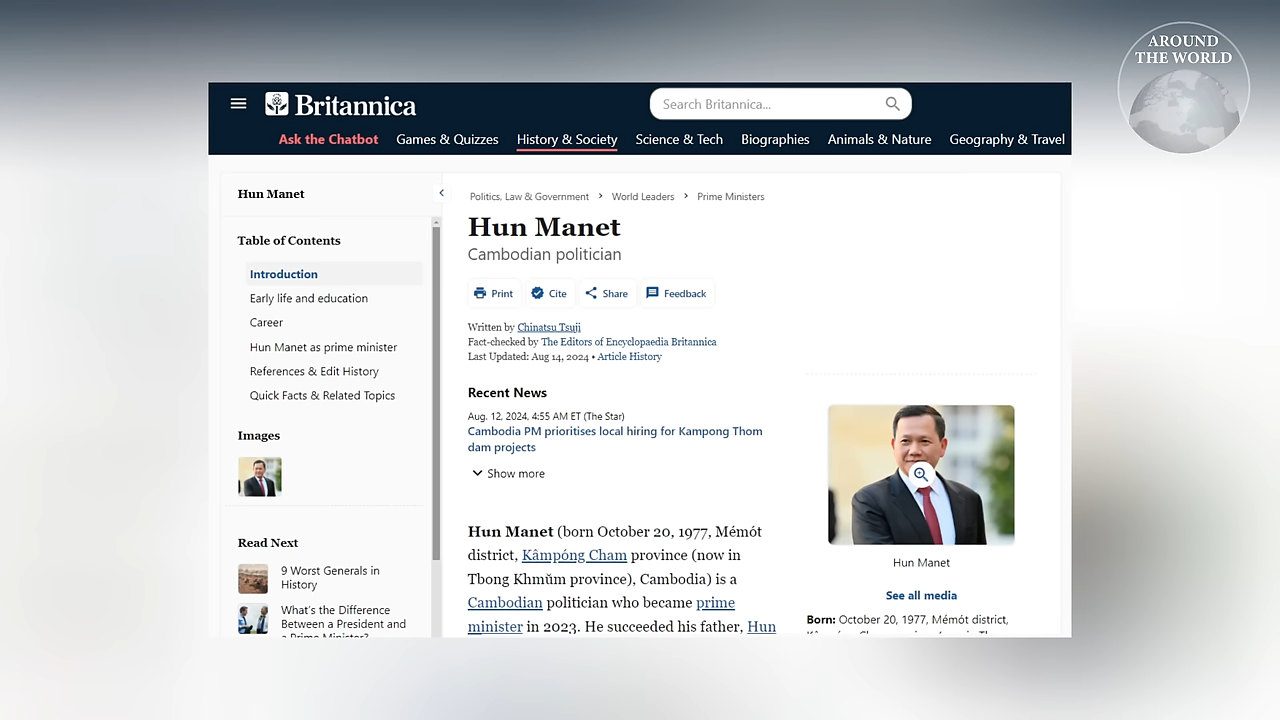 AROUND
THE WORLD
Britannica
Search Britannica...
Ask the Chatbot Games & Quizzes History & Society Science & Tech Biographies Animals & Nature Geography & Travel
Hun Manet
Table of Contents
Introduction
Early life and education
Career
Hun Manet as prime minister
References & Edit History
Quick Facts & Related Topics
Images
Read Next
9 Worst Generals in
History
What's the Difference
Between a President and
a Prime Minister?
Politics, Law & Government > World Leaders > Prime Ministers
Hun Manet
Cambodian politician
Print Cite Share Feedback
Written by Chinatsu Tsuji
Fact-checked by The Editors of Encyclopaedia Britannica
Last Updated: Aug 14, 2024 • Article History
Recent News
Aug. 12, 2024, 4:55 AM ET (The Star)
Cambodia PM prioritises local hiring for Kampong Thom
dam projects
Show more
Hun Manet (born October 20, 1977, Mémót
district, Kâmpóng Cham province (now in
Tbong Khmŭm province), Cambodia) is a
Cambodian politician who became prime
minister in 2023. He succeeded his father, Hun
Hun Manet
See all media
Born: October 20, 1977, Mémót district,